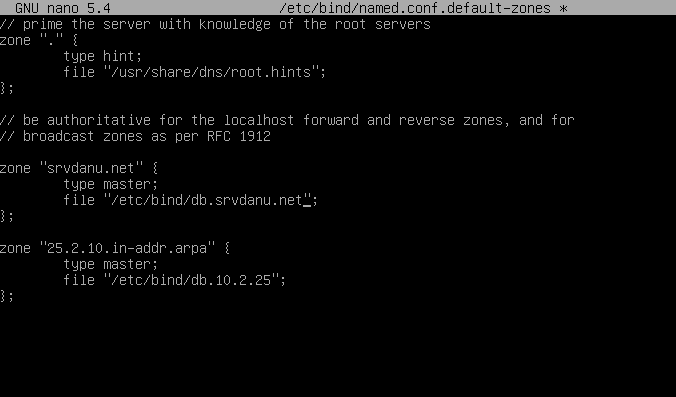 GNU nano 5.4 /etc/bind/named.conf.default-zones *
// prime the server with knowledge of the root servers
zone "." {
        type hint;
        file "/usr/share/dns/root.hints";
};

// be authoritative for the localhost forward and reverse zones, and for
// broadcast zones as per RFC 1912

zone "srvdanu.net" {
        type master;
        file "/etc/bind/db.srvdanu.net";
};

zone "25.2.10.in-addr.arpa" {
        type master;
        file "/etc/bind/db.10.2.25";
};